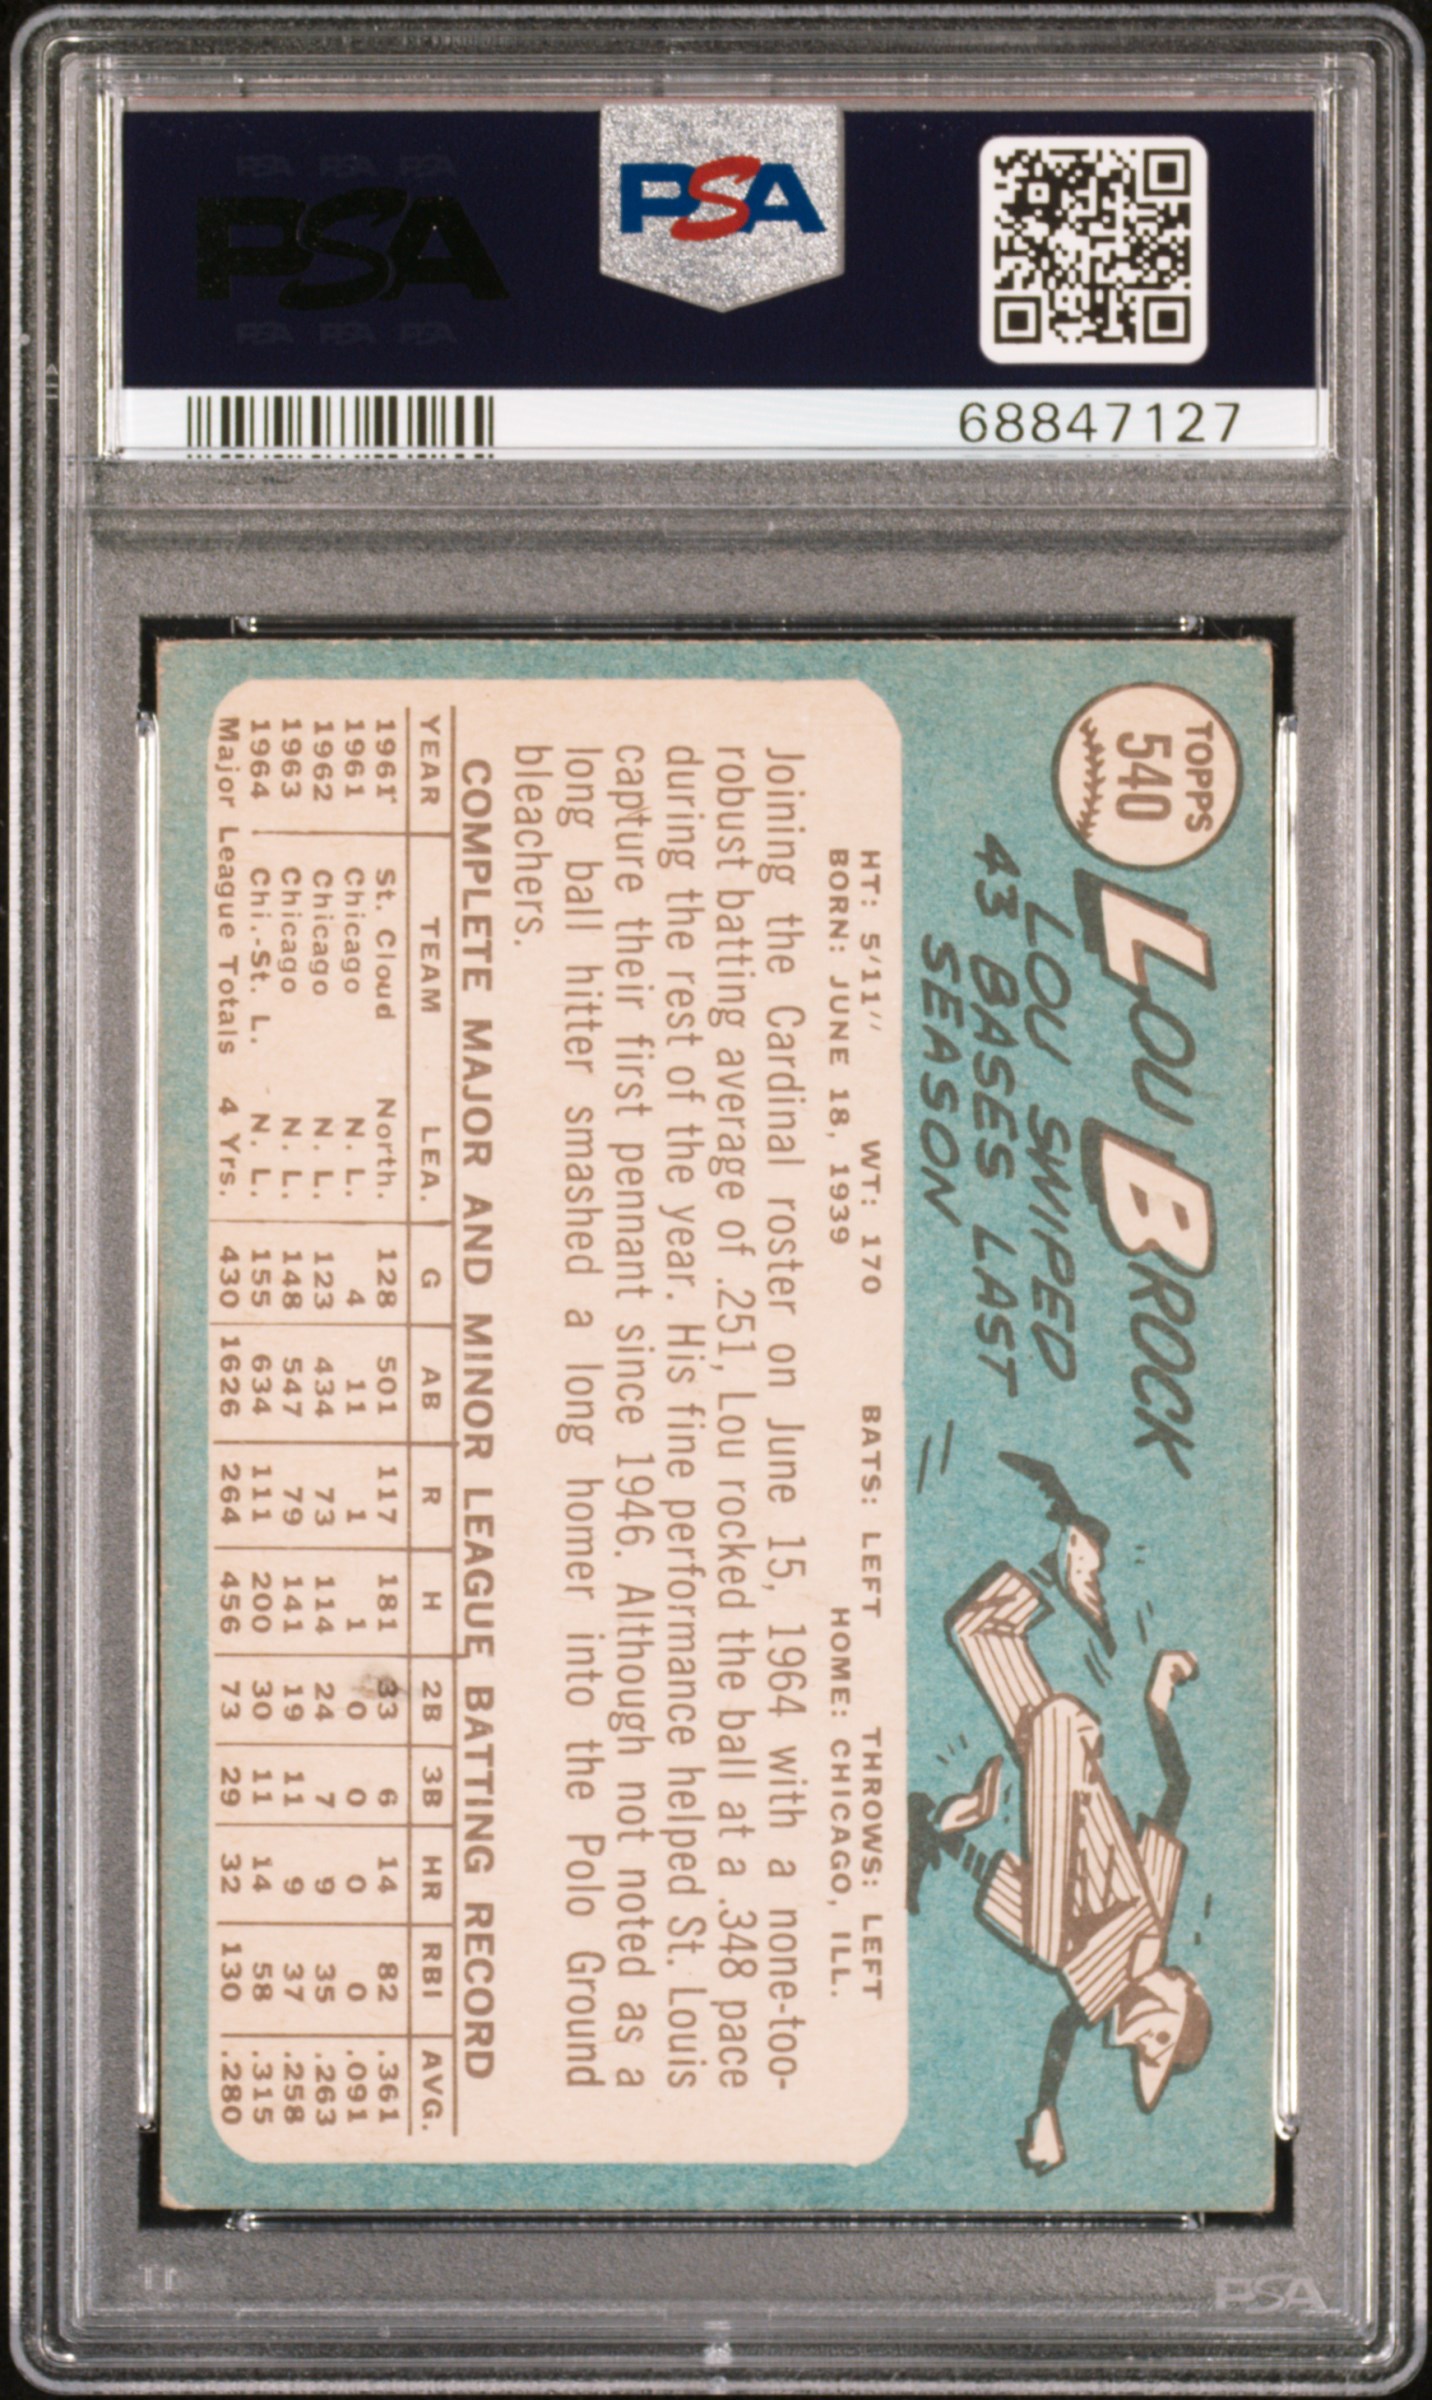 PSA PSA PSA
PSA
PSA PSA PSA
PSA
68847127
TOPPS
540
LOU BROCK
LOU SWIPED
43 BASES LAST
SEASON
HT: 5'11" WT: 170 BATS: LEFT THROWS: LEFT
BORN: JUNE 18, 1939 HOME: CHICAGO, ILL.
Joining the Cardinal roster on June 15, 1964 with a none-too-
robust batting average of .251, Lou rocked the ball at a .348 pace
during the rest of the year. His fine performance helped St. Louis
capture their first pennant since 1946. Although not noted as a
long ball hitter smashed a long homer into the Polo Ground
bleachers.
COMPLETE MAJOR AND MINOR LEAGUE BATTING RECORD
YEAR TEAM LEA. G AB R H 2B 3B HR RBI AVG.
1961 St. Cloud North. 128 501 117 181 33 6 14 82 .361
1961 Chicago N. L. 4 11 1 1 0 0 0 0 .091
1962 Chicago N. L. 123 434 73 114 24 7 9 35 .263
1963 Chicago N. L. 148 547 79 141 19 11 9 37 .258
1964 Chi.-St. L. N. L. 155 634 111 200 30 11 14 58 .315
Major League Totals 4 Yrs. 430 1626 264 456 73 29 32 130 .280
PSA